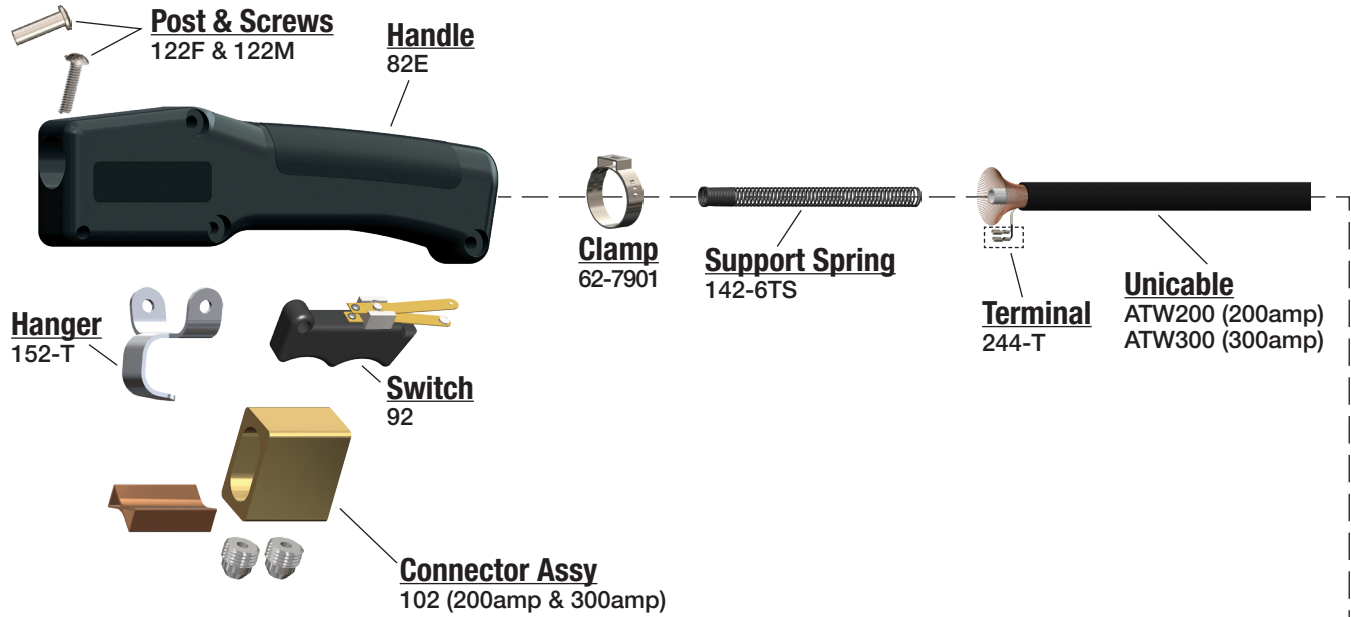 Post & Screws
122F & 122M
Handle
82E
Clamp
62-7901
Support Spring
142-6TS
Terminal
244-T
Unicable
ATW200 (200amp)
ATW300 (300amp)
Hanger
152-T
Switch
92
Connector Assy
102 (200amp & 300amp)